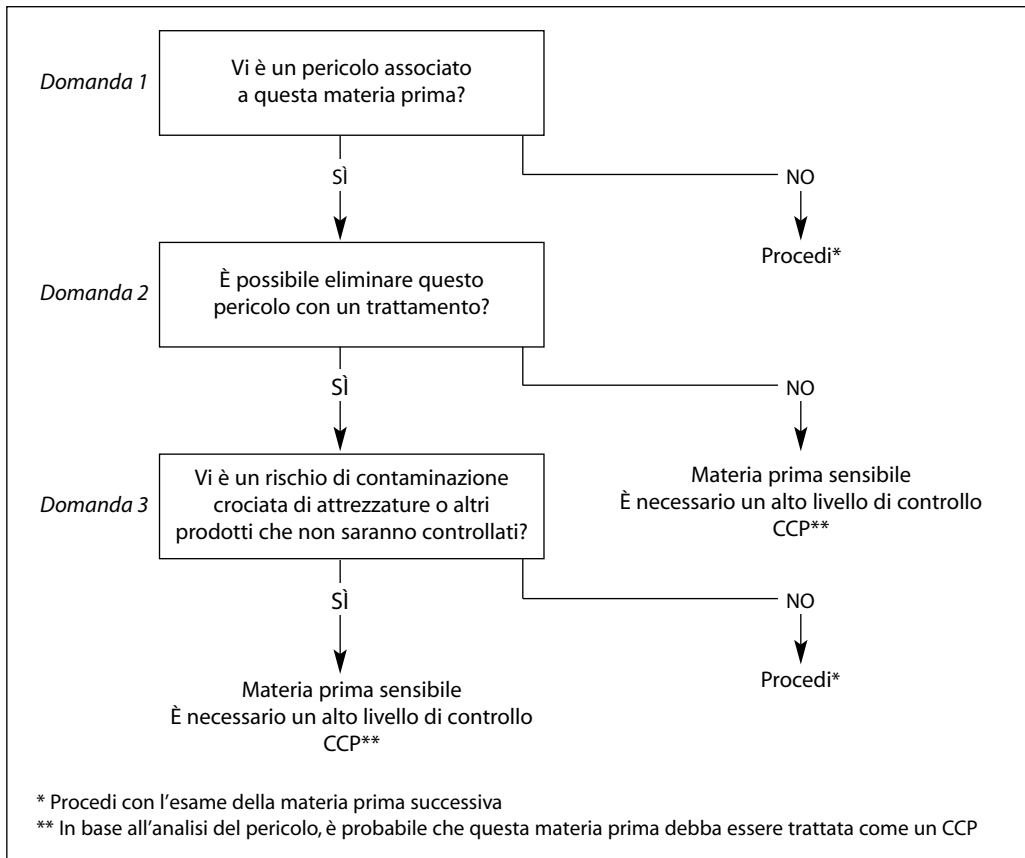 Domanda 1
Vi è un pericolo associato
a questa materia prima?
SÌ
NO
Procedi*
Domanda 2
È possibile eliminare questo
pericolo con un trattamento?
SÌ
NO
Materia prima sensibile
È necessario un alto livello di controllo
CCP**
Domanda 3
Vi è un rischio di contaminazione
crociata di attrezzature o altri
prodotti che non saranno controllati?
SÌ
NO
Procedi*
Materia prima sensibile
È necessario un alto livello di controllo
CCP**
* Procedi con l'esame della materia prima successiva
** In base all'analisi del pericolo, è probabile che questa materia prima debba essere trattata come un CCP